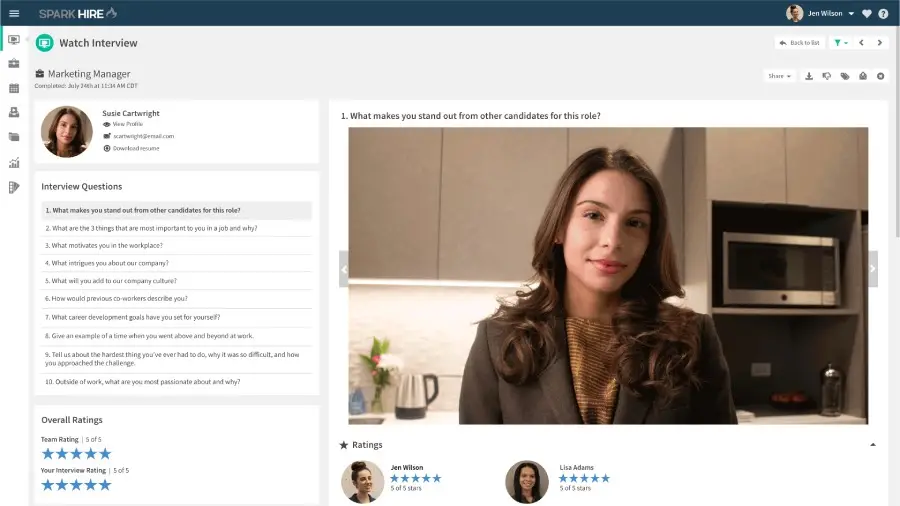 SPARK HIRE
Jen Wilson
Watch Interview
Back to list
Marketing Manager
Completed: July 24th at 11:34 AM CDT
Share
Susie Cartwright
View Profile
scartwright@email.com
Download resume
Interview Questions
1. What makes you stand out from other candidates for this role?
2. What are the 3 things that are most important to you in a job and why?
3. What motivates you in the workplace?
4. What intrigues you about our company?
5. What will you add to our company culture?
6. How would previous co-workers describe you?
7. What career development goals have you set for yourself?
8. Give an example of a time when you went above and beyond at work.
9. Tell us about the hardest thing you've ever had to do, why it was so difficult, and how
you approached the challenge.
10. Outside of work, what are you most passionate about and why?
Overall Ratings
Team Rating | 5 of 5
Your Interview Rating | 5 of 5
1. What makes you stand out from other candidates for this role?
Ratings
Jen Wilson
5 of 5 stars
Lisa Adams
5 of 5 stars